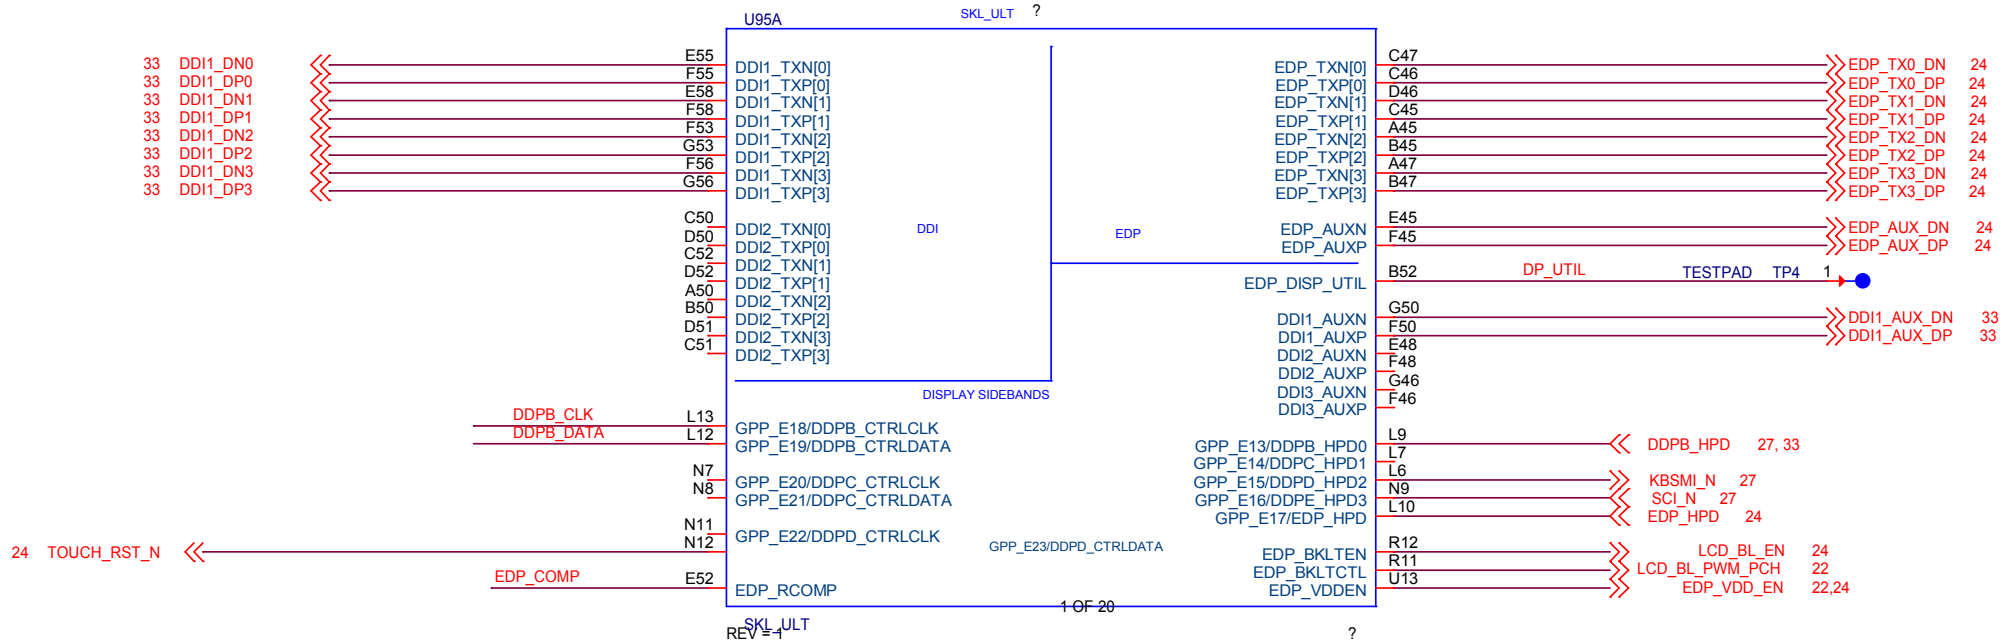 SKL_ULT ?
U95A
33 DDI1_DN0 E55 DDI1_TXN[0] EDP_TXN[0] C47 EDP_TX0_DN 24
33 DDI1_DP0 F55 DDI1_TXP[0] EDP_TXP[0] C46 EDP_TX0_DP 24
33 DDI1_DN1 E58 DDI1_TXN[1] EDP_TXN[1] D46 EDP_TX1_DN 24
33 DDI1_DP1 F58 DDI1_TXP[1] EDP_TXP[1] C45 EDP_TX1_DP 24
33 DDI1_DN2 F53 DDI1_TXN[2] EDP_TXN[2] A45 EDP_TX2_DN 24
33 DDI1_DP2 G53 DDI1_TXP[2] EDP_TXP[2] B45 EDP_TX2_DP 24
33 DDI1_DN3 F56 DDI1_TXN[3] EDP_TXN[3] A47 EDP_TX3_DN 24
33 DDI1_DP3 G56 DDI1_TXP[3] EDP_TXP[3] B47 EDP_TX3_DP 24
C50 DDI2_TXN[0] DDI EDP EDP_AUXN E45 EDP_AUX_DN 24
D50 DDI2_TXP[0] EDP_AUXP F45 EDP_AUX_DP 24
C52 DDI2_TXN[1]
D52 DDI2_TXP[1] EDP_DISP_UTIL B52 DP_UTIL TESTPAD TP4 1
A50 DDI2_TXN[2]
B50 DDI2_TXP[2] DDI1_AUXN G50 DDI1_AUX_DN 33
D51 DDI2_TXN[3] DDI1_AUXP F50 DDI1_AUX_DP 33
C51 DDI2_TXP[3] DDI2_AUXN E48
DDI2_AUXP F48
DISPLAY SIDEBANDS DDI3_AUXN G46
DDI3_AUXP F46
DDPB_CLK L13 GPP_E18/DDPB_CTRLCLK
DDPB_DATA L12 GPP_E19/DDPB_CTRLDATA GPP_E13/DDPB_HPD0 L9 DDPB_HPD 27, 33
GPP_E14/DDPC_HPD1 L7
N7 GPP_E20/DDPC_CTRLCLK GPP_E15/DDPD_HPD2 L6 KBSMI_N 27
N8 GPP_E21/DDPC_CTRLDATA GPP_E16/DDPE_HPD3 N9 SCI_N 27
GPP_E17/EDP_HPD L10 EDP_HPD 24
N11 GPP_E22/DDPD_CTRLCLK
24 TOUCH_RST_N N12 GPP_E23/DDPD_CTRLDATA EDP_BKLTEN R12 LCD_BL_EN 24
EDP_BKLTCTL R11 LCD_BL_PWM_PCH 22
EDP_COMP E52 EDP_RCOMP EDP_VDDEN U13 EDP_VDD_EN 22,24
1 OF 20
SKL_ULT
REV = 1 ?